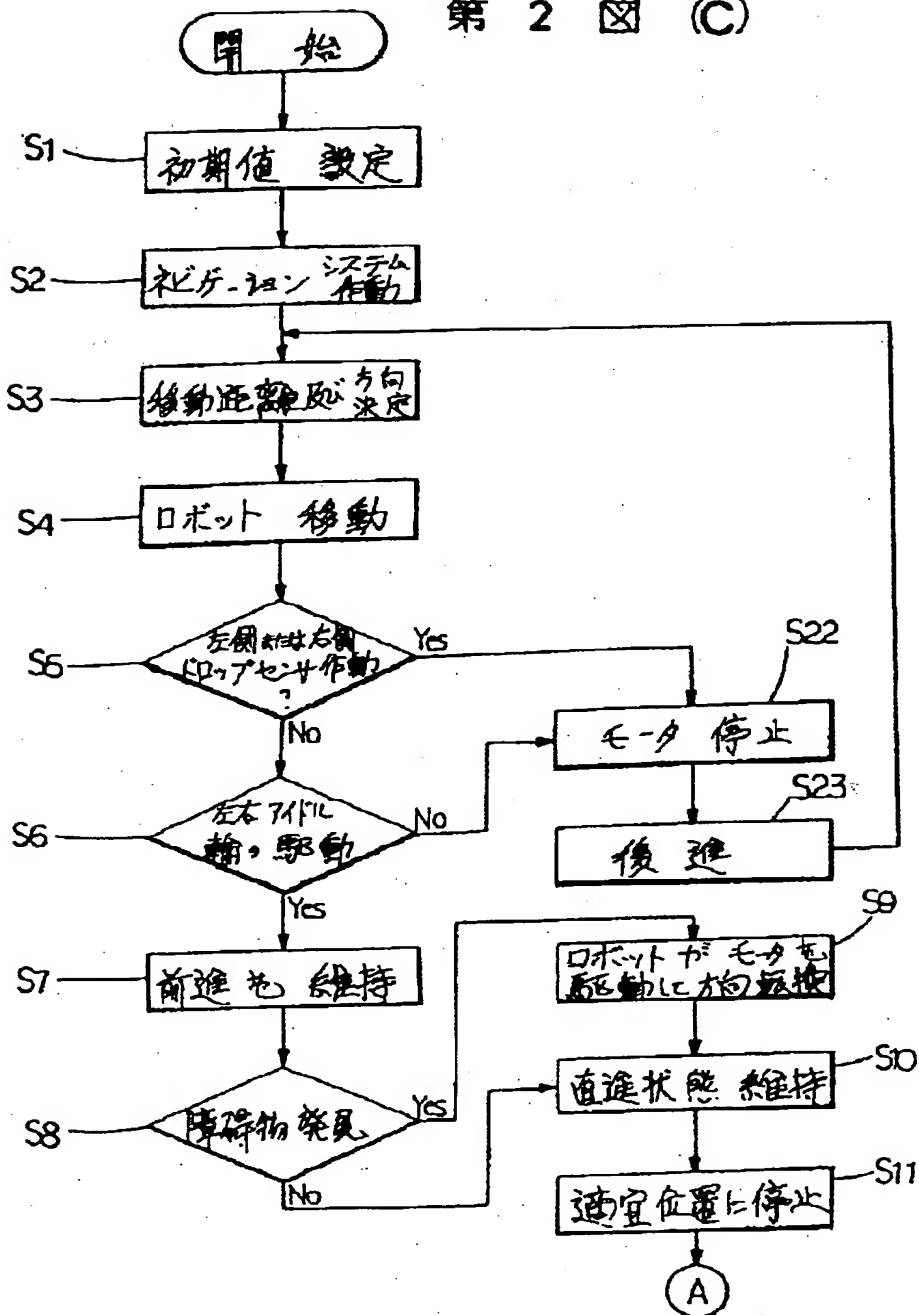 第 2 図 (C)
開 始
S1
初期値 設定
S2
ネビゲーション システム
作動
S3
移動距離及び 方向
決定
S4
ロボット 移動
S5
左側または右側
ドロップセンサ作動
?
Yes
No
S22
モータ 停止
S23
後進
S6
左右アイドル
輪の駆動
No
Yes
S7
前進を 維持
S8
障碍物発見
Yes
No
S9
ロボットがモータを
駆動して方向転換
S10
直進状態 維持
S11
適宜位置に停止
A